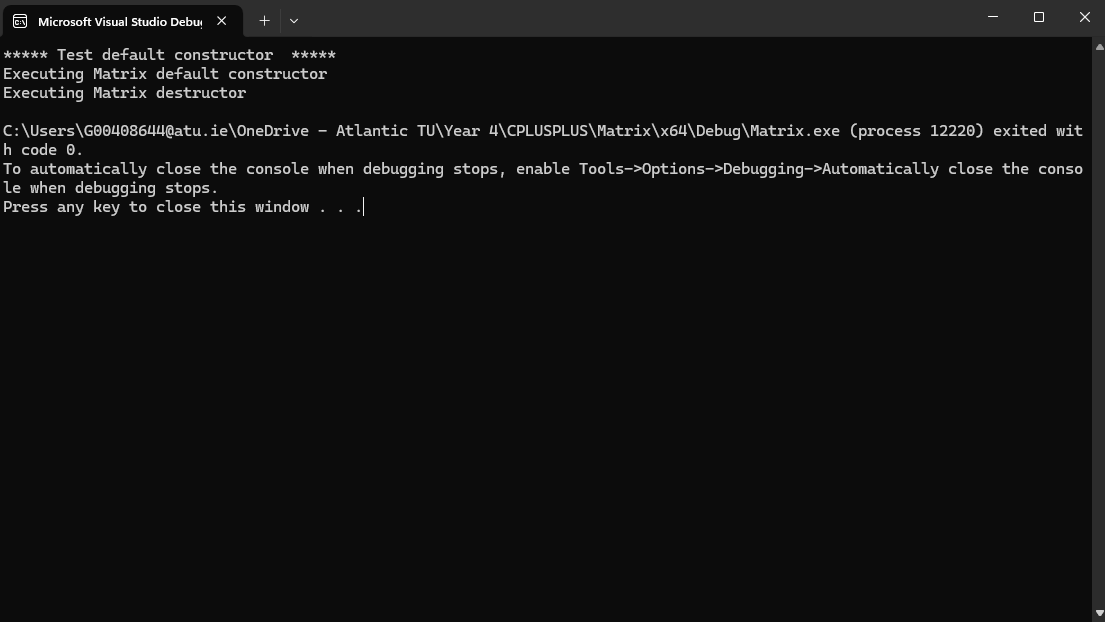 Microsoft Visual Studio Debu
***** Test default constructor  *****
Executing Matrix default constructor
Executing Matrix destructor
C:\Users\G00408644@atu.ie\OneDrive - Atlantic TU\Year 4\CPLUSPLUS\Matrix\x64\Debug\Matrix.exe (process 12220) exited wit
h code 0.
To automatically close the console when debugging stops, enable Tools->Options->Debugging->Automatically close the conso
le when debugging stops.
Press any key to close this window . . .